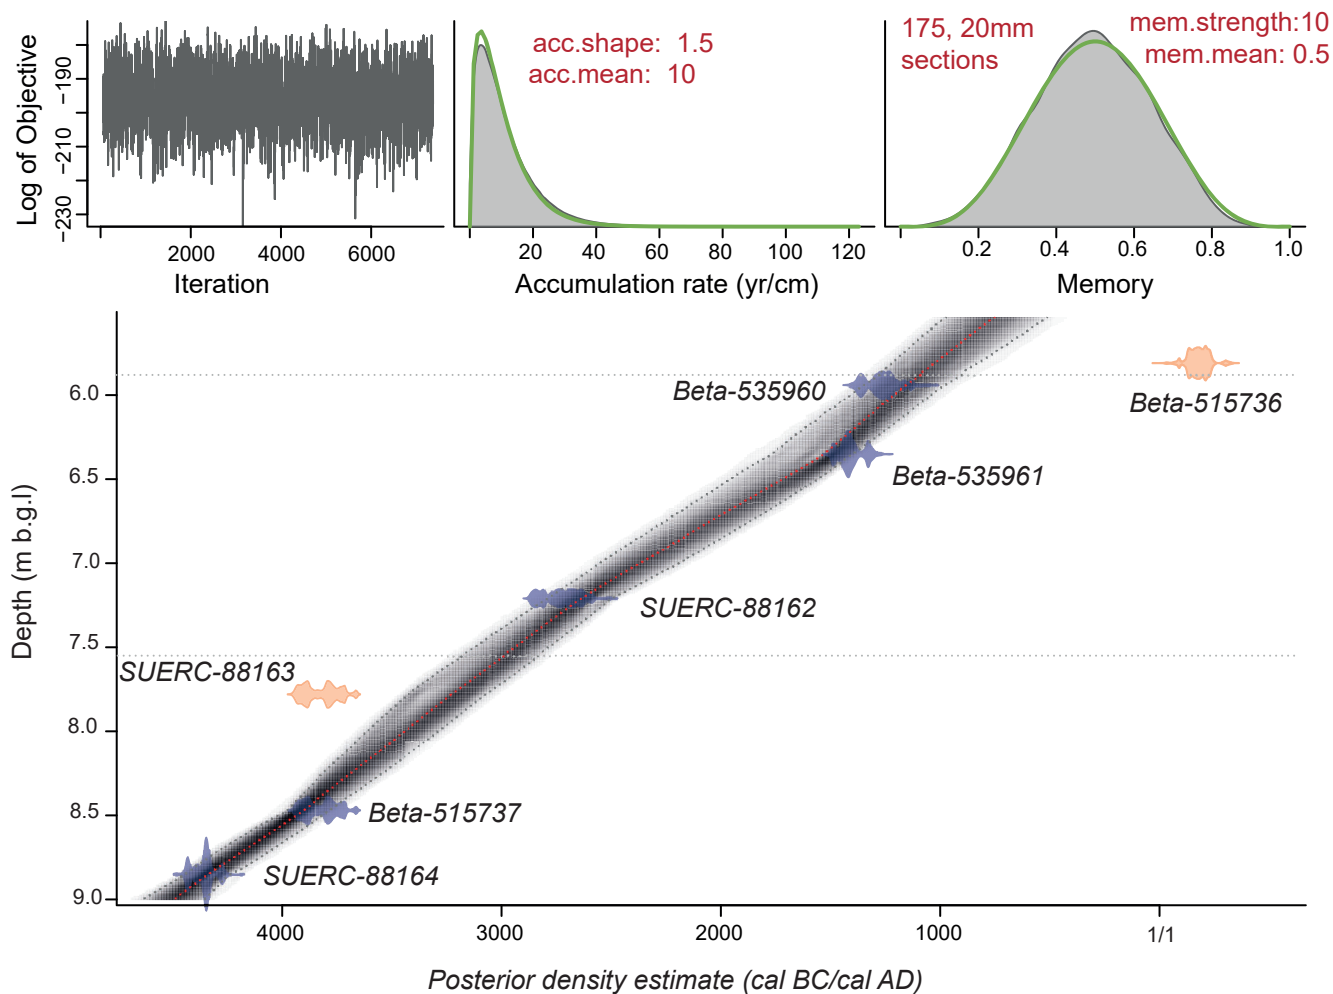 Log of Objective
−190
−210
−230
2000
4000
6000
Iteration
acc.shape: 1.5
acc.mean: 10
20
40
60
80
100
120
Accumulation rate (yr/cm)
175, 20mm
sections
mem.strength:10
mem.mean: 0.5
0.2
0.4
0.6
0.8
1.0
Memory
Depth (m b.g.l)
6.0
6.5
7.0
7.5
8.0
8.5
9.0
Beta-535960
Beta-515736
Beta-535961
SUERC-88162
SUERC-88163
Beta-515737
SUERC-88164
4000
3000
2000
1000
1/1
Posterior density estimate (cal BC/cal AD)